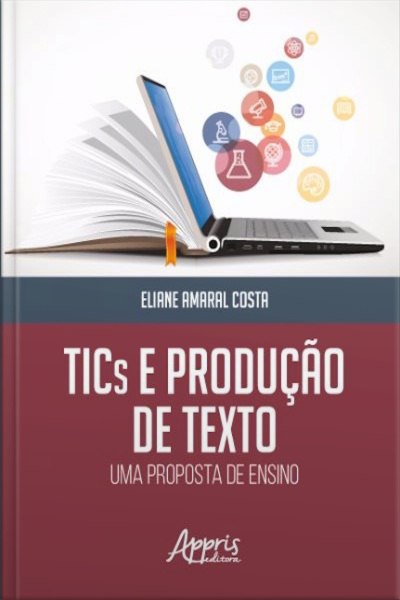 ELIANE AMARAL COSTA
TICs E PRODUÇÃO
DE TEXTO
UMA PROPOSTA DE ENSINO
Appris
editora